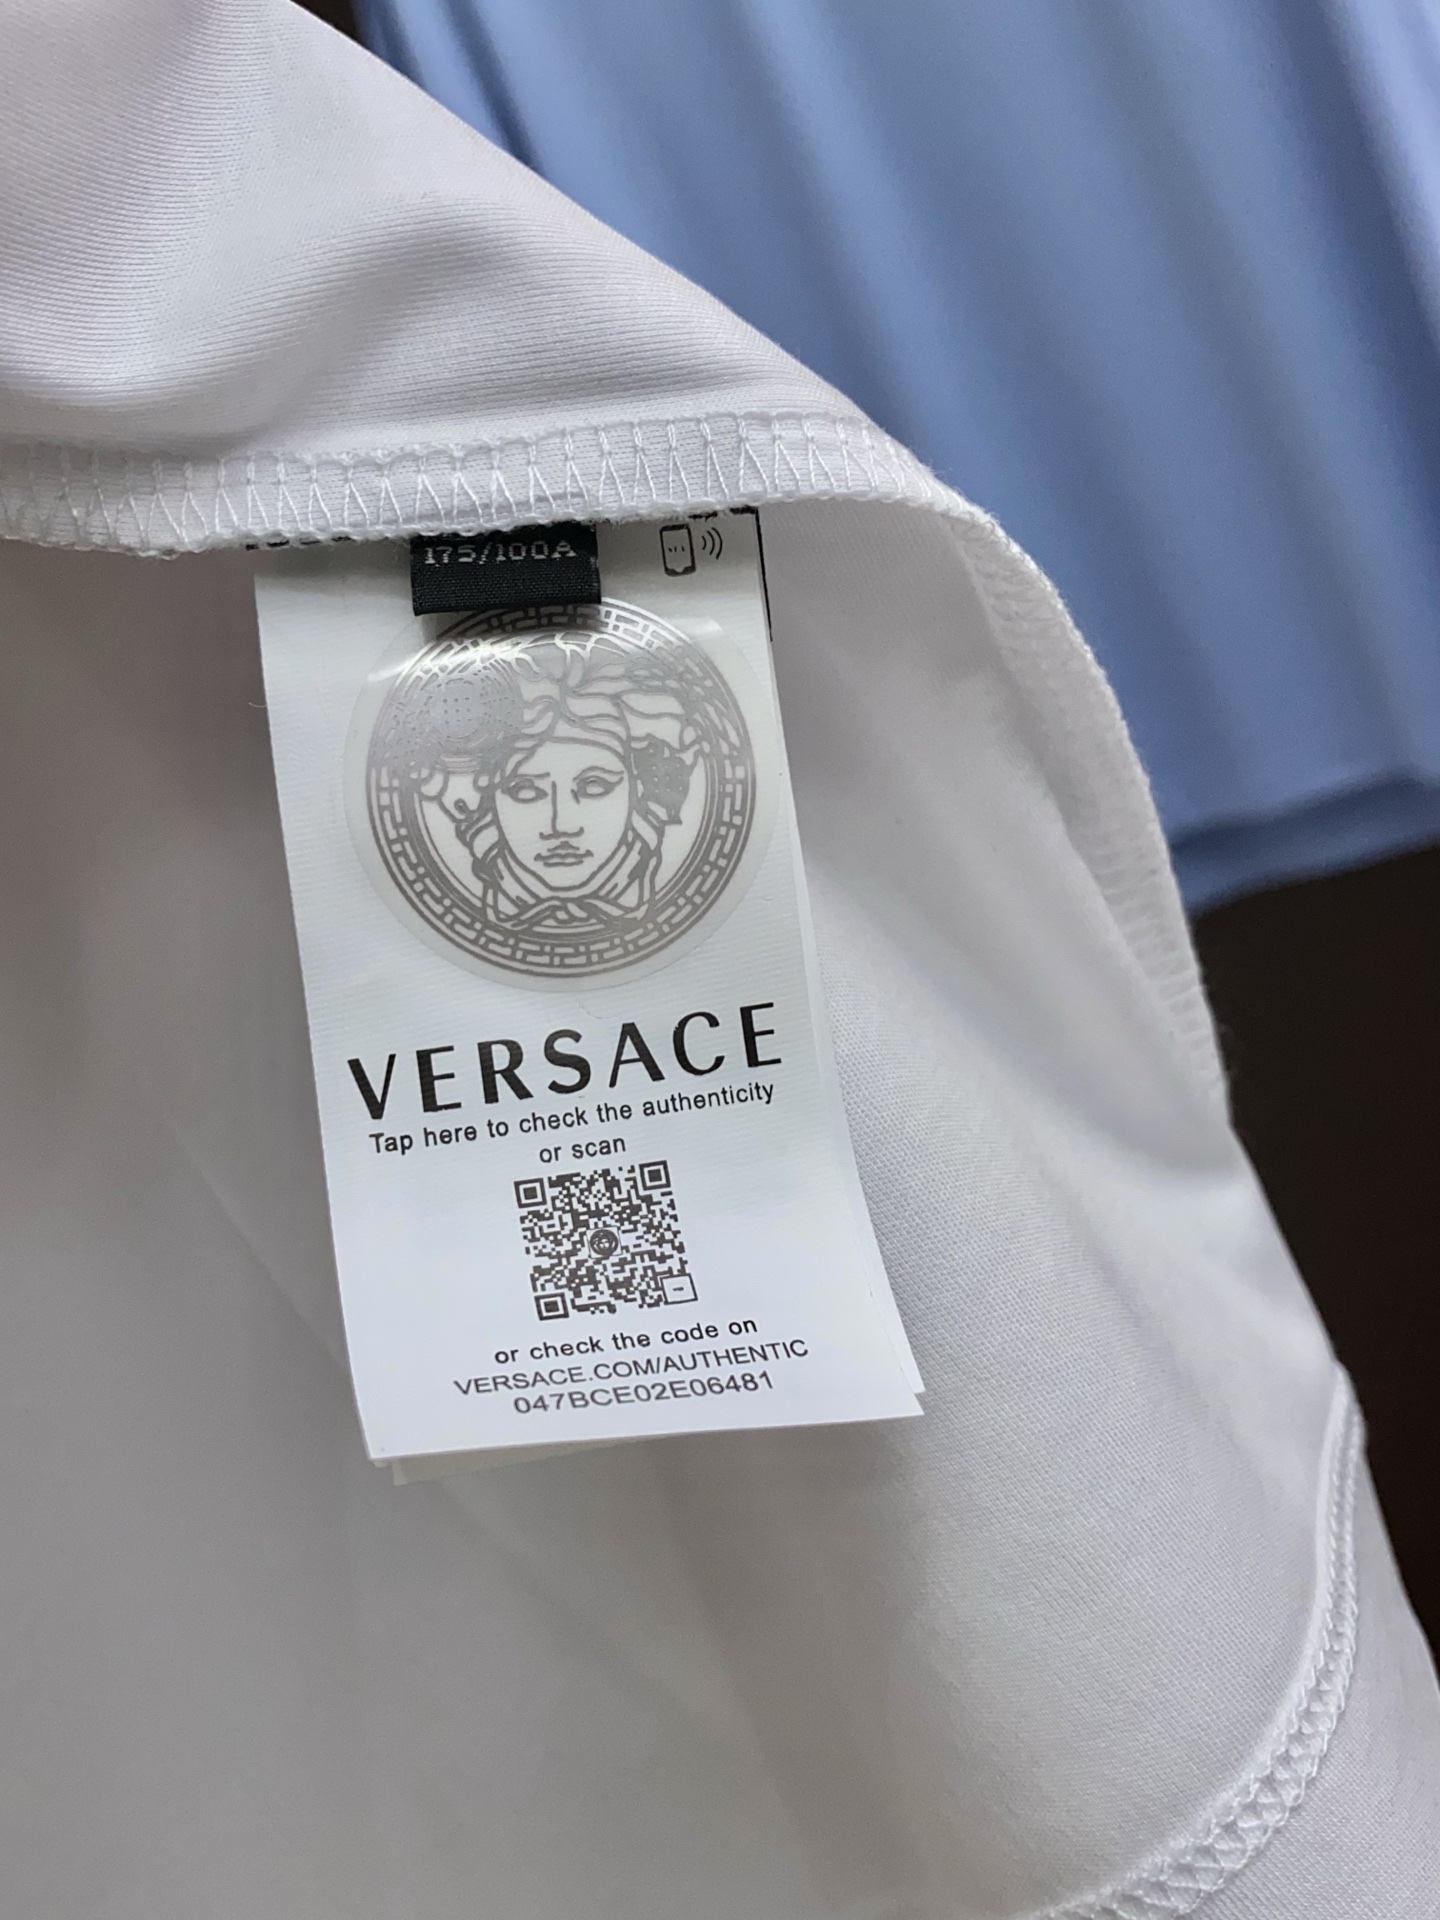 175/100A
VERSACE
Tap here to check the authenticity
or scan
or check the code on
VERSACE.COM/AUTHENTIC
047BCE02E06481